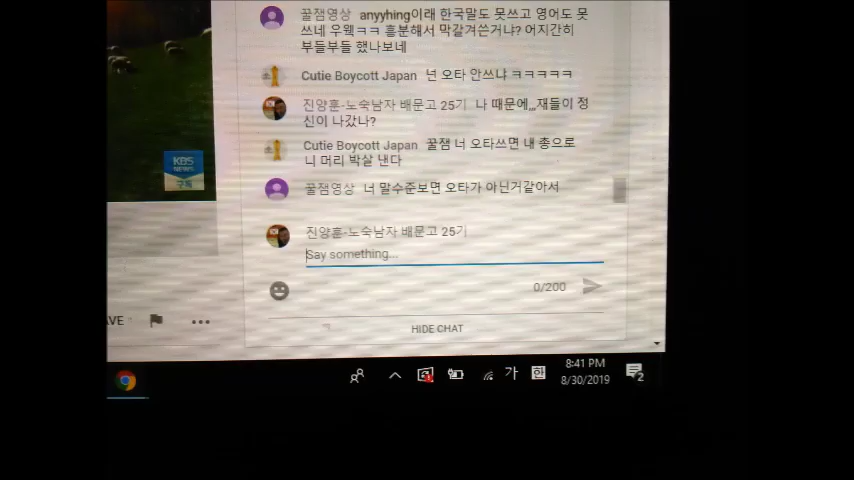 꿀잼영상 anyyhing이래 한국말도 못쓰고 영어도 못
쓰네 우웩ㅋㅋ 흥분해서 막갈겨쓴거냐? 어지간히
부들부들 했나보네
Cutie Boycott Japan 넌 오타 안쓰냐 ㅋㅋㅋㅋㅋ
진양훈-노숙남자 배문고 25기 나 때문에,,,재들이 정
신이 나갔나?
Cutie Boycott Japan 꿀잼 너 오타쓰면 내 총으로
니 머리 박살 낸다
KBS
NEWS
구독
꿀잼영상 너 말수준보면 오타가 아닌거같아서
진양훈-노숙남자 배문고 25기
Say something...
0/200
AVE
HIDE CHAT
가 한
8:41 PM
8/30/2019
2